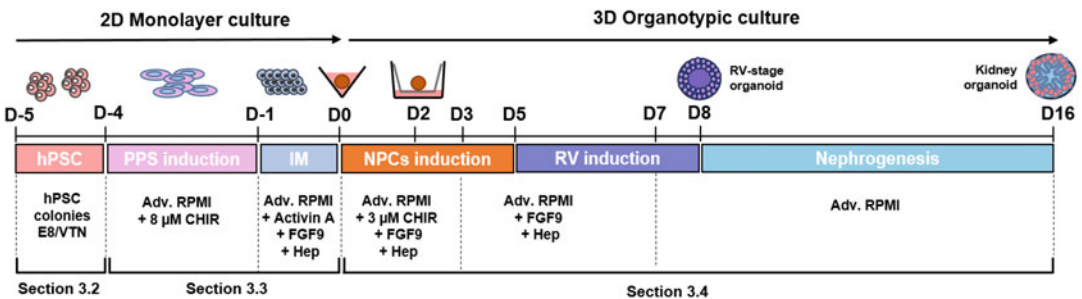 2D Monolayer culture
3D Organotypic culture
RV-stage
organoid
Kidney
organoid
D-5
D-4
D-1
D0
D2
D3
D5
D7
D8
D16
hPSC
PPS induction
IM
NPCs induction
RV induction
Nephrogenesis
hPSC
colonies
E8/VTN
Adv. RPMI
+ 8 µM CHIR
Adv. RPMI
+ Activin A
+ FGF9
+ Hep
Adv. RPMI
+ 3 µM CHIR
+ FGF9
+ Hep
Adv. RPMI
+ FGF9
+ Hep
Adv. RPMI
Section 3.2
Section 3.3
Section 3.4